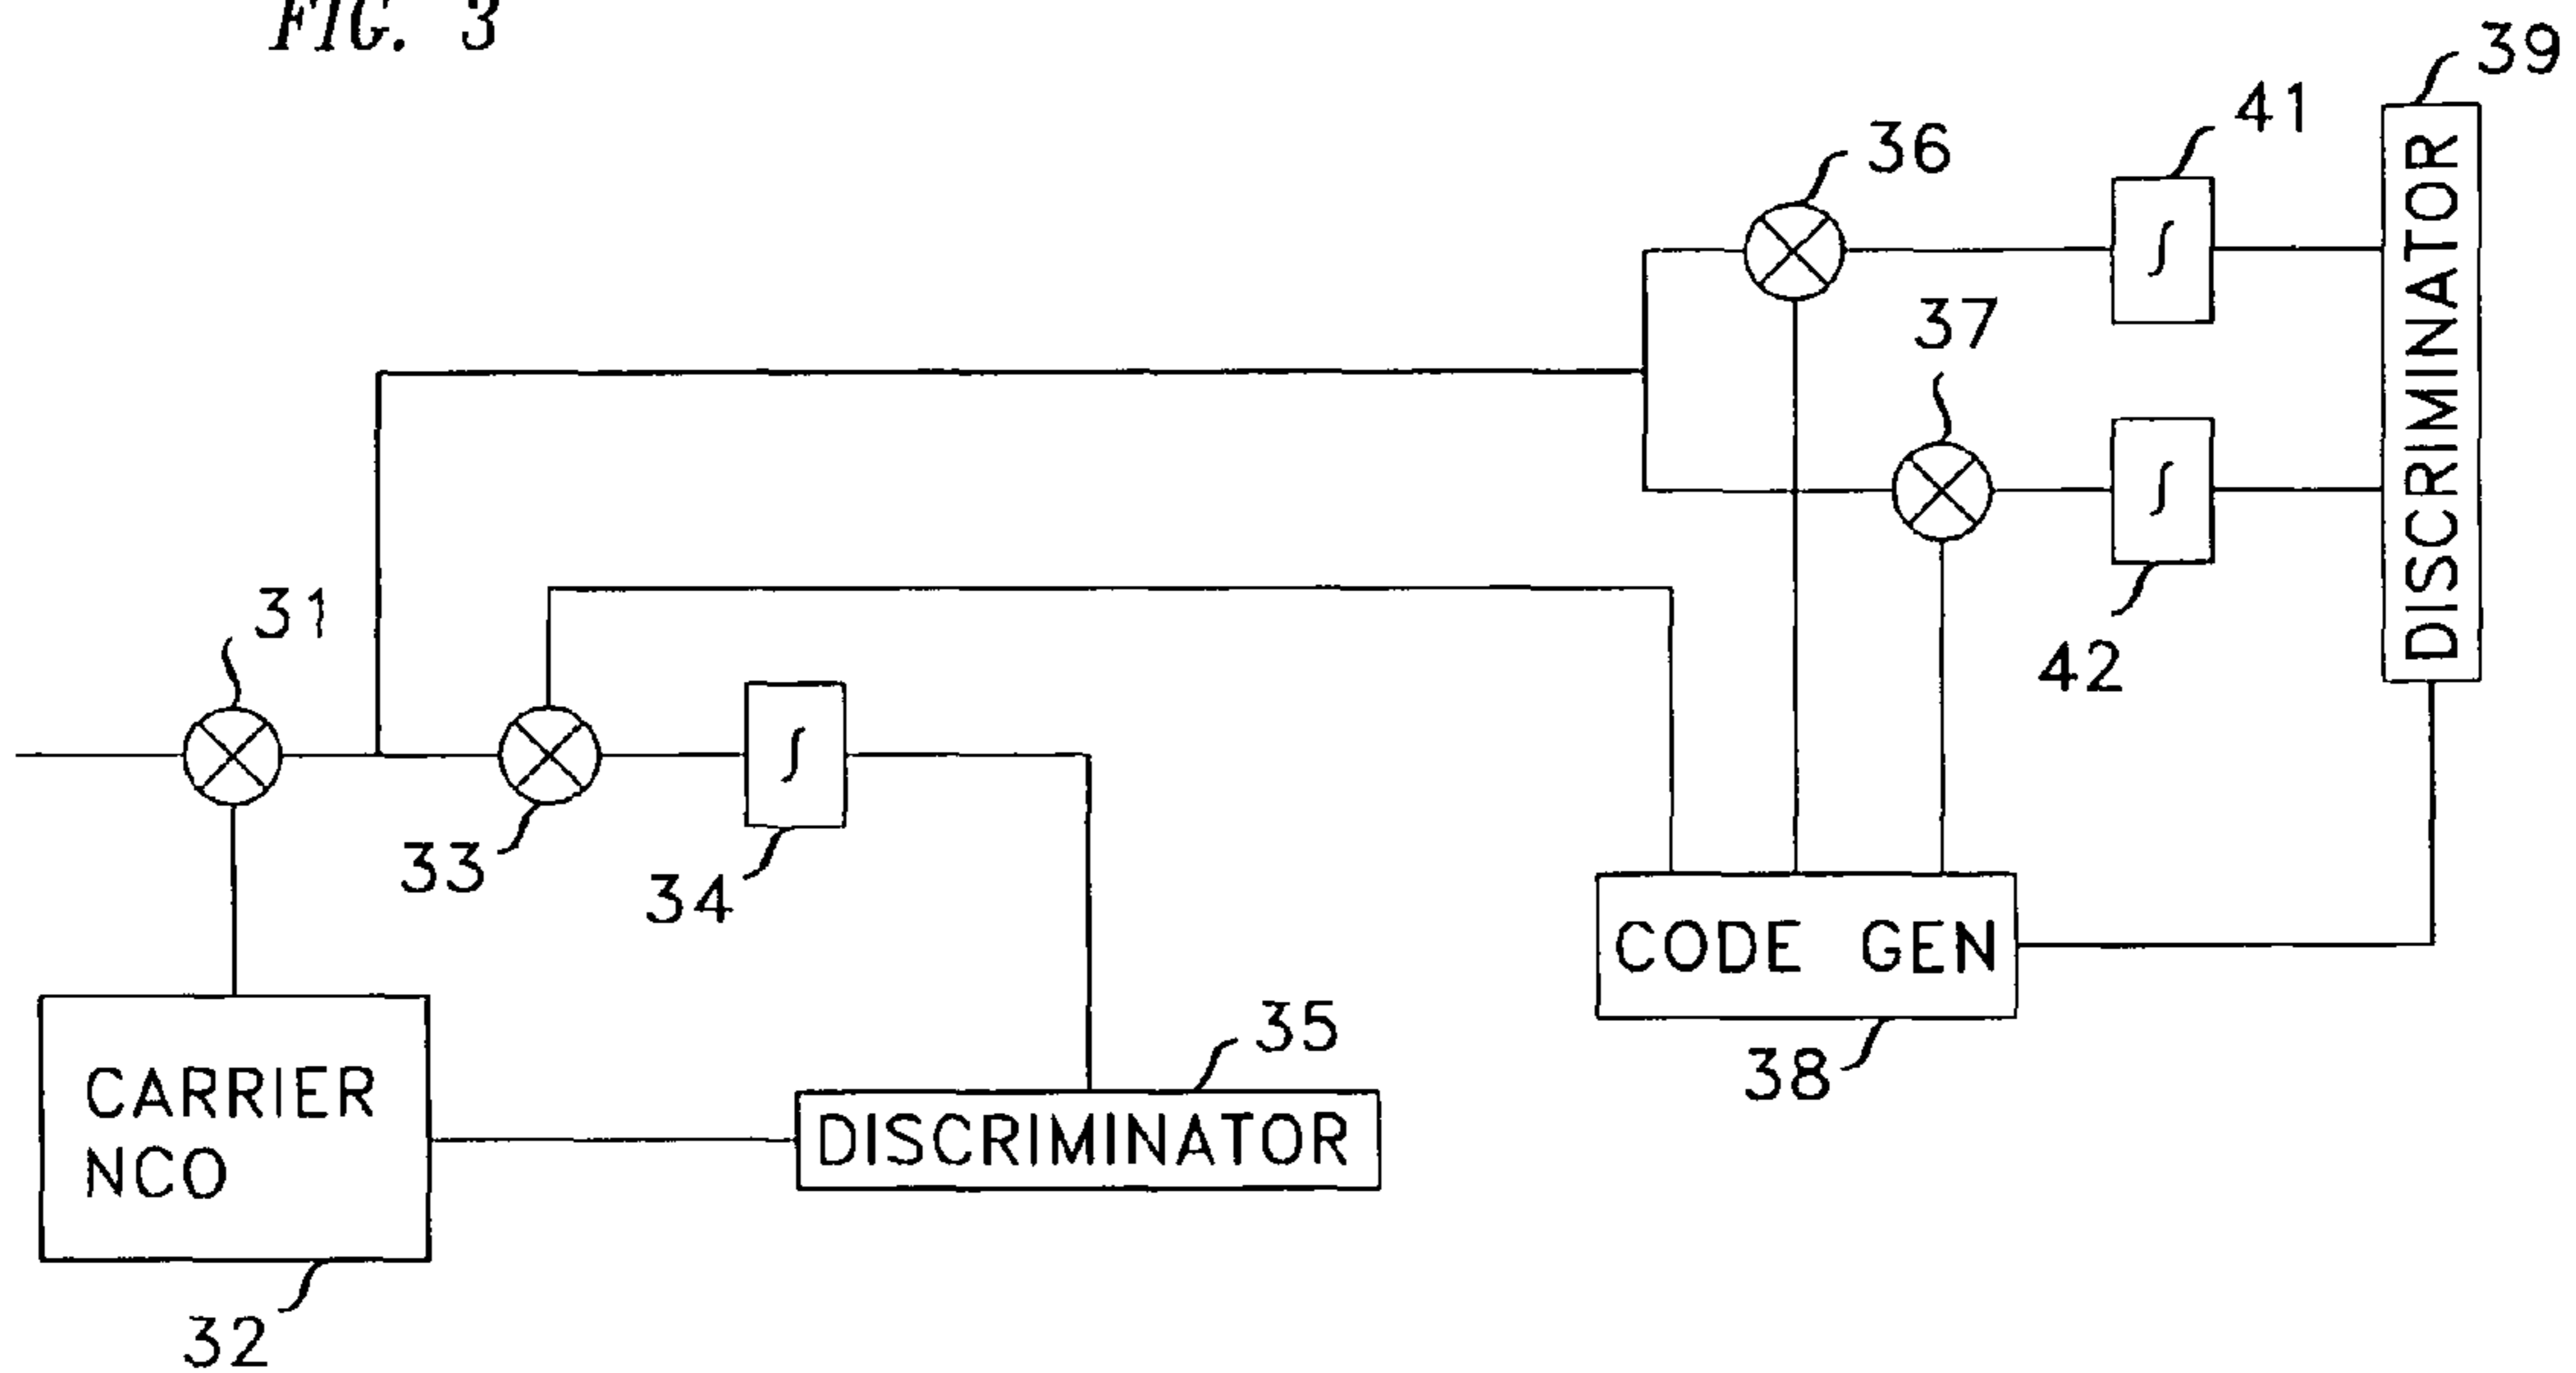 FIG. 3
39
41
36
37
DISCRIMINATOR
31
42
33
34
CODE GEN
35
38
CARRIER
NCO
DISCRIMINATOR
32